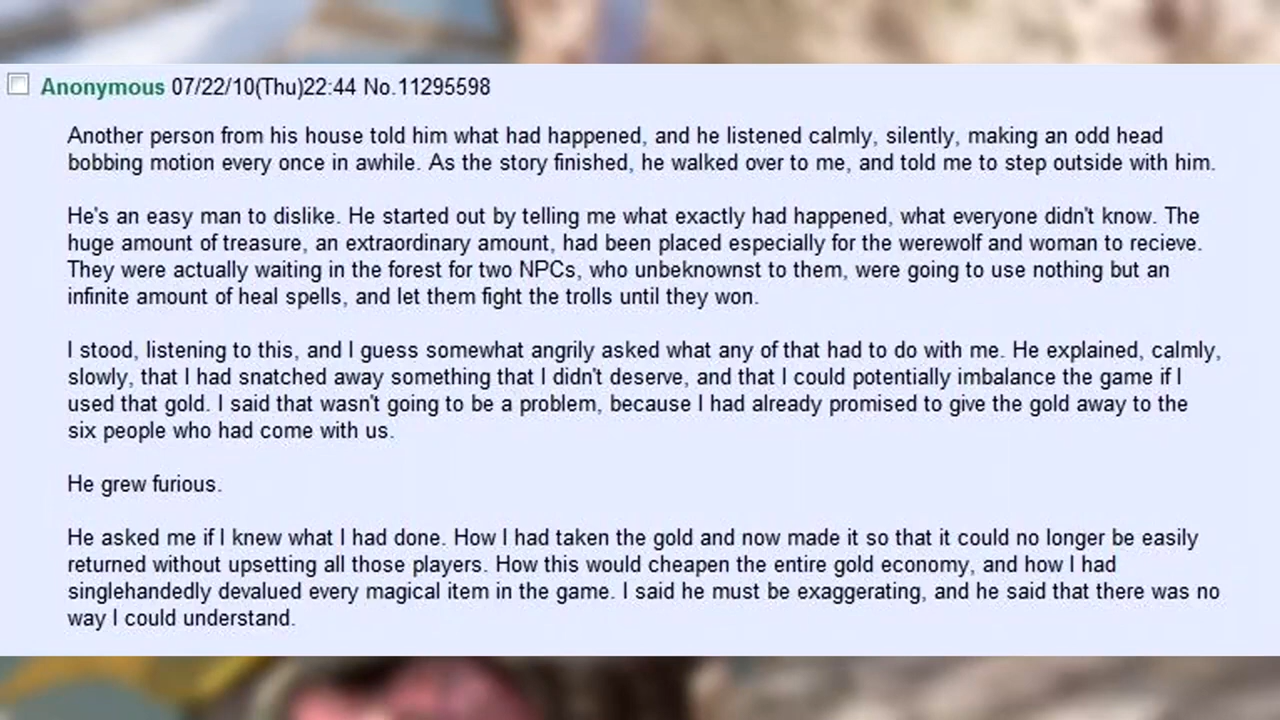 Anonymous 07/22/10(Thu)22:44 No.11295598
Another person from his house told him what had happened, and he listened calmly, silently, making an odd head
bobbing motion every once in awhile. As the story finished, he walked over to me, and told me to step outside with him.
He's an easy man to dislike. He started out by telling me what exactly had happened, what everyone didn't know. The
huge amount of treasure, an extraordinary amount, had been placed especially for the werewolf and woman to recieve.
They were actually waiting in the forest for two NPCs, who unbeknownst to them, were going to use nothing but an
infinite amount of heal spells, and let them fight the trolls until they won.
I stood, listening to this, and I guess somewhat angrily asked what any of that had to do with me. He explained, calmly,
slowly, that I had snatched away something that I didn't deserve, and that I could potentially imbalance the game if I
used that gold. I said that wasn't going to be a problem, because I had already promised to give the gold away to the
six people who had come with us.
He grew furious.
He asked me if I knew what I had done. How I had taken the gold and now made it so that it could no longer be easily
returned without upsetting all those players. How this would cheapen the entire gold economy, and how I had
singlehandedly devalued every magical item in the game. I said he must be exaggerating, and he said that there was no
way I could understand.